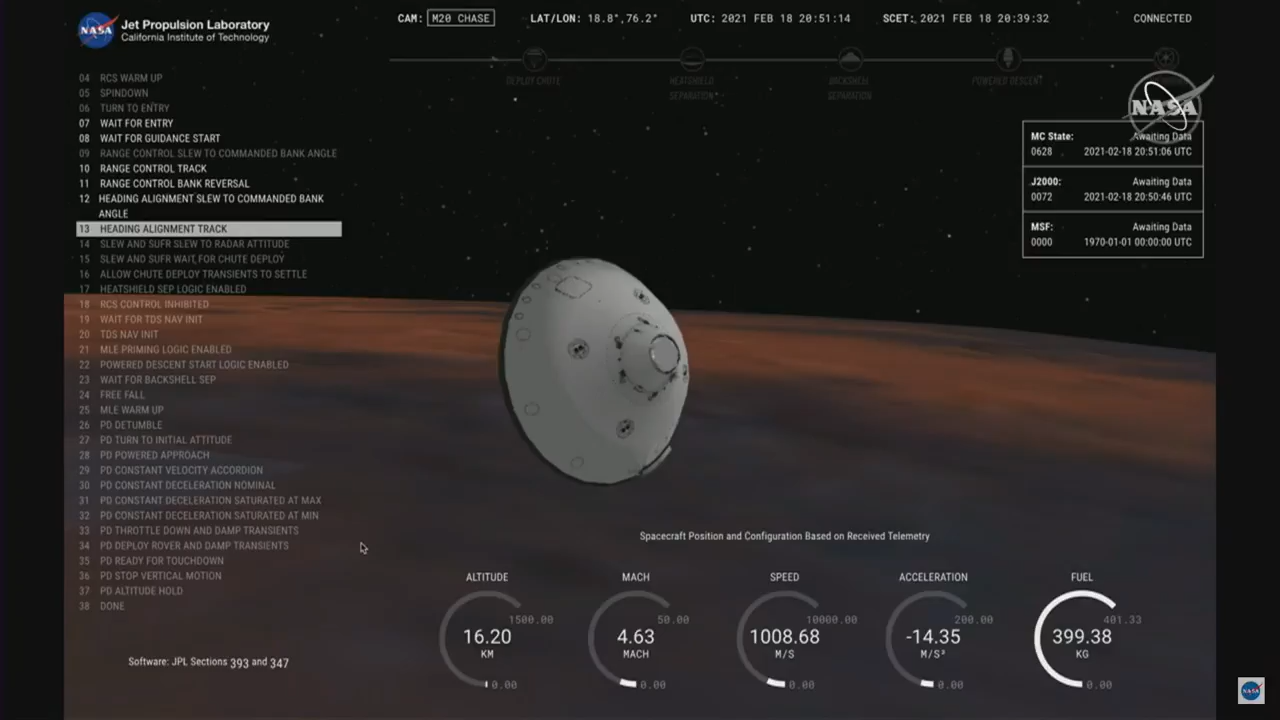 NASA
Jet Propulsion Laboratory
California Institute of Technology
CAM: M20 CHASE LAT/LON: 18.8°,76.2° UTC: 2021 FEB 18 20:51:14 SCET: 2021 FEB 18 20:39:32 CONNECTED
DEPLOY CHUTE
HEATSHIELD
SEPARATION
BACKSHELL
SEPARATION
POWERED DESCENT
NASA
MC State: Awaiting Data
0628 2021-02-18 20:51:06 UTC
J2000: Awaiting Data
0072 2021-02-18 20:50:46 UTC
MSF: Awaiting Data
0000 1970-01-01 00:00:00 UTC
04 RCS WARM UP
05 SPINDOWN
06 TURN TO ENTRY
07 WAIT FOR ENTRY
08 WAIT FOR GUIDANCE START
09 RANGE CONTROL SLEW TO COMMANDED BANK ANGLE
10 RANGE CONTROL TRACK
11 RANGE CONTROL BANK REVERSAL
12 HEADING ALIGNMENT SLEW TO COMMANDED BANK
ANGLE
13 HEADING ALIGNMENT TRACK
14 SLEW AND SUFR SLEW TO RADAR ATTITUDE
15 SLEW AND SUFR WAIT FOR CHUTE DEPLOY
16 ALLOW CHUTE DEPLOY TRANSIENTS TO SETTLE
17 HEATSHIELD SEP LOGIC ENABLED
18 RCS CONTROL INHIBITED
19 WAIT FOR TDS NAV INIT
20 TDS NAV INIT
21 MLE PRIMING LOGIC ENABLED
22 POWERED DESCENT START LOGIC ENABLED
23 WAIT FOR BACKSHELL SEP
24 FREE FALL
25 MLE WARM UP
26 PD DETUMBLE
27 PD TURN TO INITIAL ATTITUDE
28 PD POWERED APPROACH
29 PD CONSTANT VELOCITY ACCORDION
30 PD CONSTANT DECELERATION NOMINAL
31 PD CONSTANT DECELERATION SATURATED AT MAX
32 PD CONSTANT DECELERATION SATURATED AT MIN
33 PD THROTTLE DOWN AND DAMP TRANSIENTS
34 PD DEPLOY ROVER AND DAMP TRANSIENTS
35 PD READY FOR TOUCHDOWN
36 PD STOP VERTICAL MOTION
37 PD ALTITUDE HOLD
38 DONE
Software: JPL Sections 393 and 347
Spacecraft Position and Configuration Based on Received Telemetry
ALTITUDE MACH SPEED ACCELERATION FUEL
1500.00 50.00 10000.00 200.00 401.33
16.20 4.63 1008.68 -14.35 399.38
KM MACH M/S M/S² KG
0.00 0.00 0.00 0.00 0.00
NASA